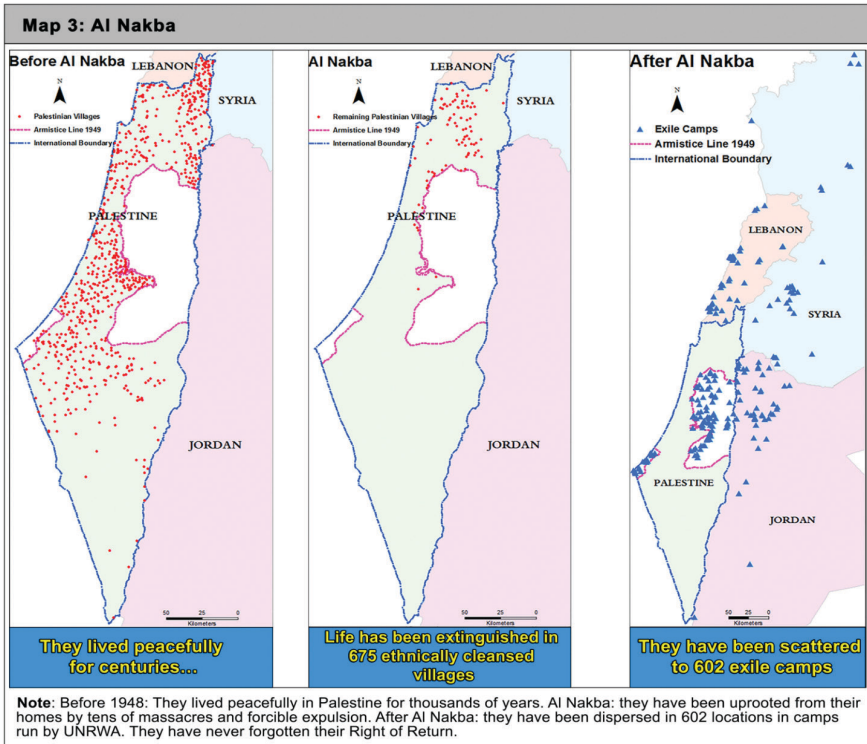 Map 3: Al Nakba
Before Al Nakba
LEBANON
N
SYRIA
Palestinian Villages
Armistice Line 1949
International Boundary
PALESTINE
JORDAN
50 25 0
Kilometers
They lived peacefully
for centuries...
Al Nakba
LEBANON
N
SYRIA
Remaining Palestinian Villages
Armistice Line 1949
International Boundary
PALESTINE
JORDAN
50 25 0
Kilometers
Life has been extinguished in
675 ethnically cleansed
villages
After Al Nakba
N
Exile Camps
Armistice Line 1949
International Boundary
LEBANON
SYRIA
PALESTINE
JORDAN
50 25 0
Kilometers
They have been scattered
to 602 exile camps
Note: Before 1948: They lived peacefully in Palestine for thousands of years. Al Nakba: they have been uprooted from their
homes by tens of massacres and forcible expulsion. After Al Nakba: they have been dispersed in 602 locations in camps
run by UNRWA. They have never forgotten their Right of Return.